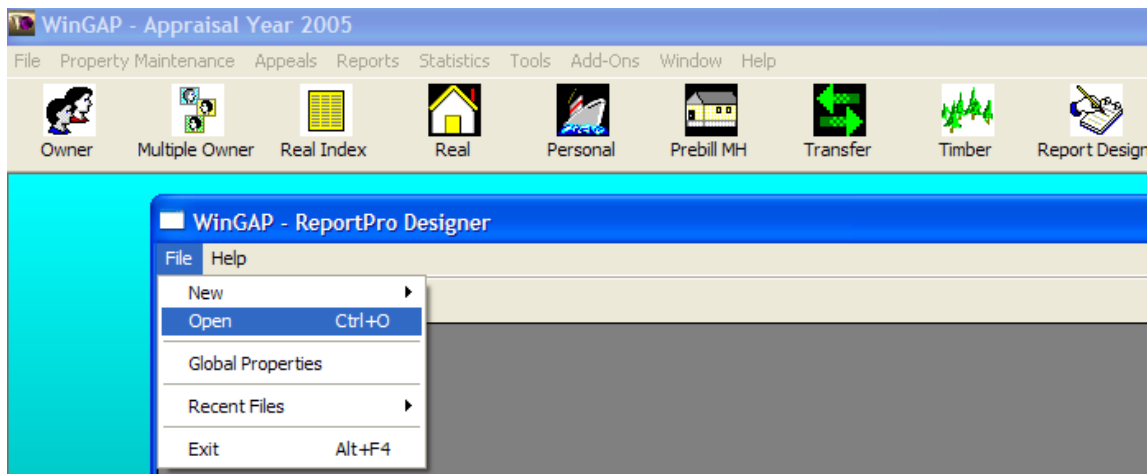 WinGAP - Appraisal Year 2005
File Property Maintenance Appeals Reports Statistics Tools Add-Ons Window Help
Owner Multiple Owner Real Index Real Personal Prebill MH Transfer Timber Report Design
WinGAP - ReportPro Designer
File Help
New
Open Ctrl+O
Global Properties
Recent Files
Exit Alt+F4